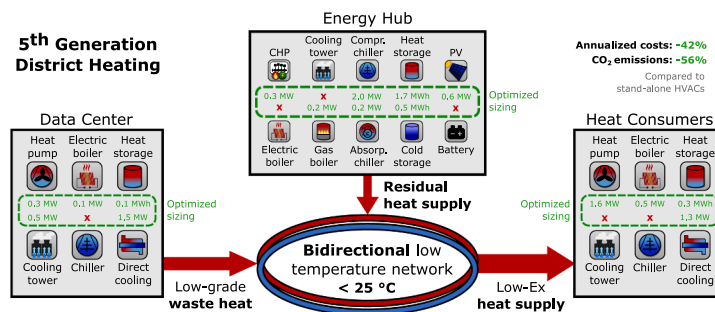 5th Generation
District Heating
Energy Hub
CHP
Cooling
tower
Compr.
chiller
Heat
storage
PV
0.3 MW
x
2.0 MW
1.7 MWh
0.6 MW
x
0.2 MW
0.2 MW
0.5 MWh
x
Optimized
sizing
Electric
boiler
Gas
boiler
Absorp.
chiller
Cold
storage
Battery
Annualized costs: -42%
CO2 emissions: -56%
Compared to
stand-alone HVACs
Data Center
Heat
pump
Electric
boiler
Heat
storage
0.3 MW
0.1 MW
0.1 MWh
0.5 MW
x
1,5 MW
Optimized
sizing
Cooling
tower
Chiller
Direct
cooling
Residual
heat supply
Bidirectional low
temperature network
< 25 °C
Low-grade
waste heat
Low-Ex
heat supply
Heat Consumers
Heat
pump
Electric
boiler
Heat
storage
1.6 MW
0.5 MW
0.3 MWh
x
x
1,3 MW
Optimized
sizing
Cooling
tower
Chiller
Direct
cooling